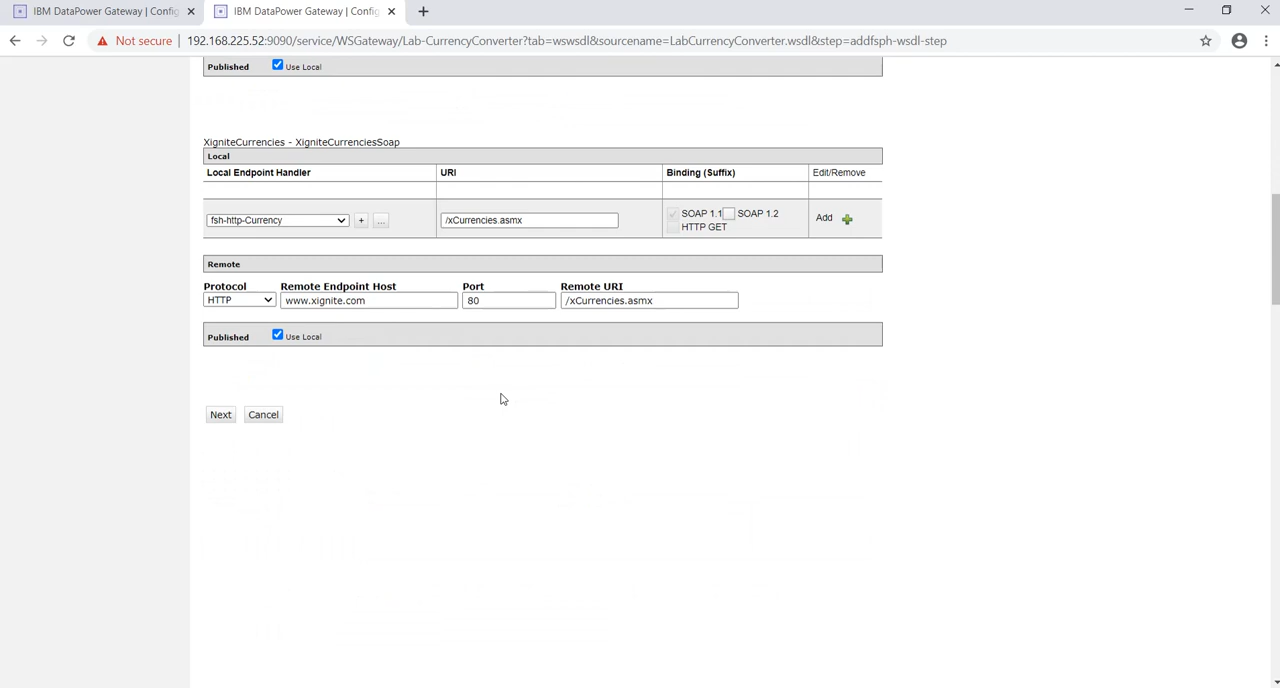 IBM DataPower Gateway | Config
IBM DataPower Gateway | Config
Not secure
192.168.225.52:9090/service/WSGateway/Lab-CurrencyConverter?tab=wswsdl&sourcename=LabCurrencyConverter.wsdl&step=addfsph-wsdl-step
Published Use Local
XigniteCurrencies - XigniteCurrenciesSoap
Local
Local Endpoint Handler URI Binding (Suffix) Edit/Remove
fsh-http-Currency + ... /xCurrencies.asmx SOAP 1.1 SOAP 1.2 Add
HTTP GET
Remote
Protocol Remote Endpoint Host Port Remote URI
HTTP www.xignite.com 80 /xCurrencies.asmx
Published Use Local
Next Cancel